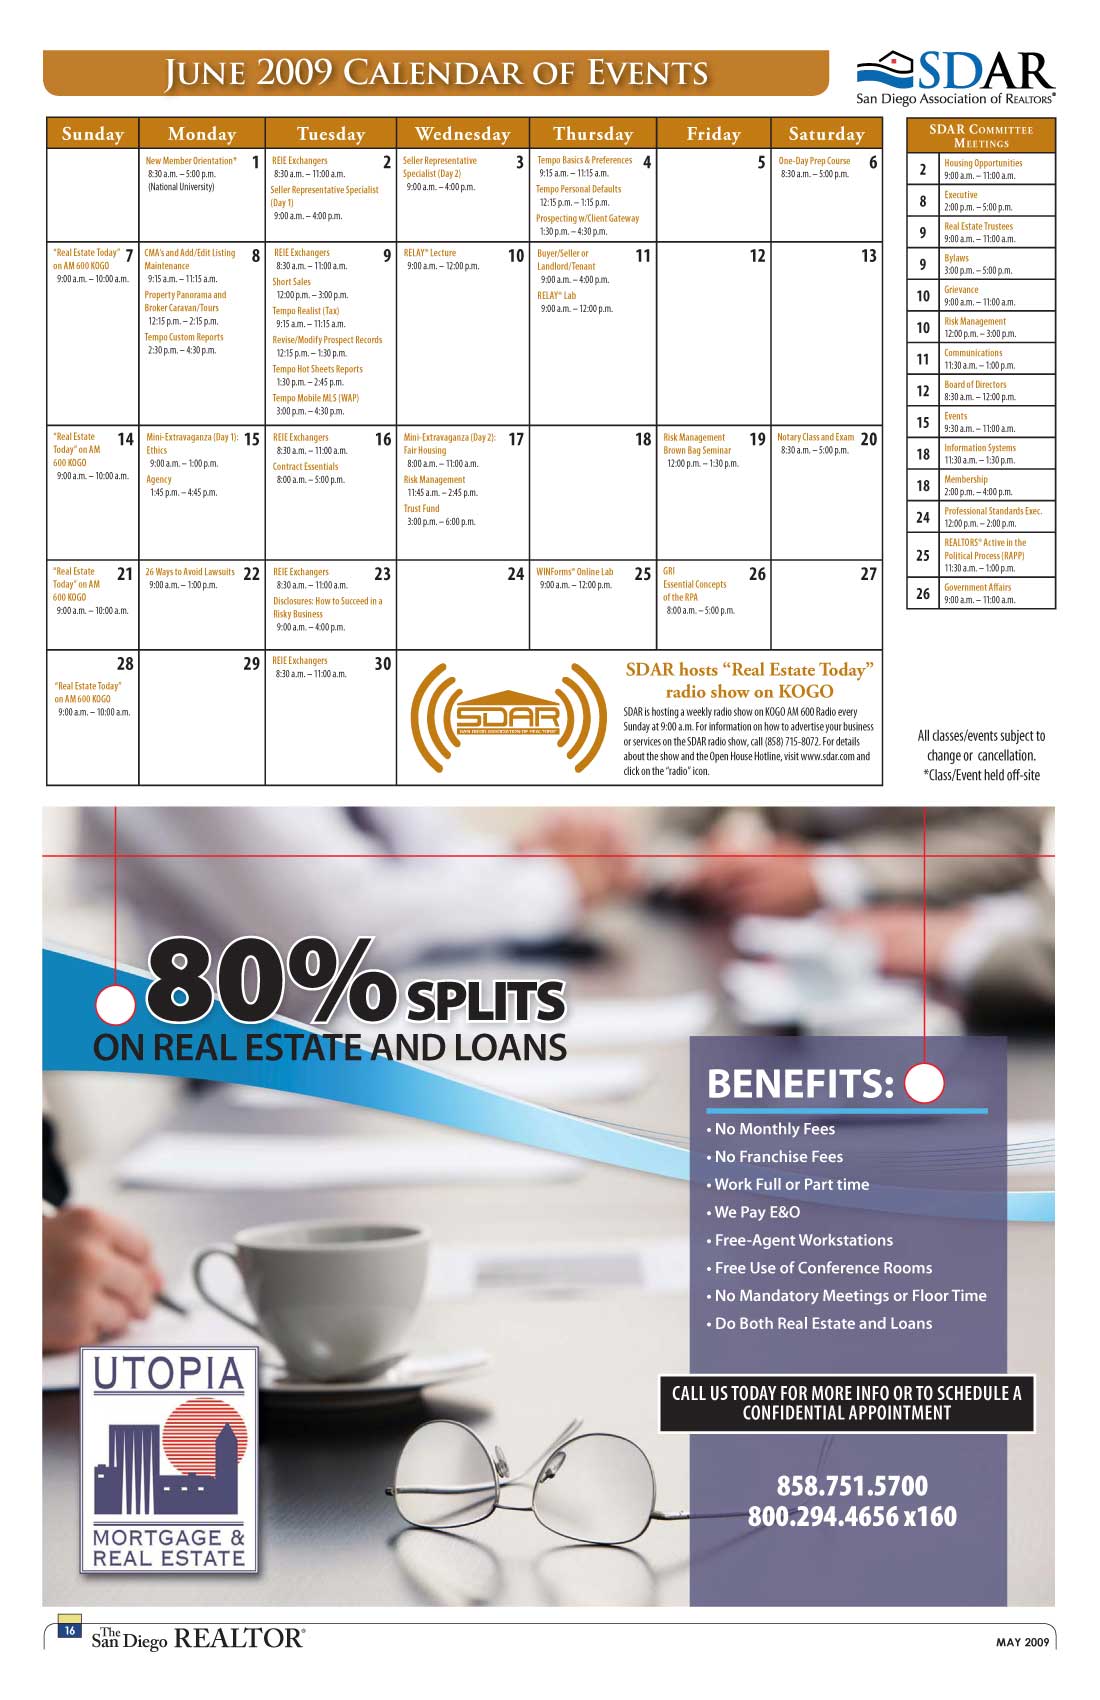 JUNE 2009 CALENDAR OF EVENTS
SDAR
San Diego Association of REALTORS®
Sunday Monday Tuesday Wednesday Thursday Friday Saturday
New Member Orientation* 1
8:30 a.m. – 5:00 p.m.
(National University)
REIE Exchangers 2
8:30 a.m. – 11:00 a.m.
Seller Representative Specialist
(Day 1)
9:00 a.m. – 4:00 p.m.
Seller Representative 3
Specialist (Day 2)
9:00 a.m. – 4:00 p.m.
Tempo Basics & Preferences 4
9:15 a.m. – 11:15 a.m.
Tempo Personal Defaults
12:15 p.m. – 1:15 p.m.
Prospecting w/Client Gateway
1:30 p.m. – 4:30 p.m.
5
One-Day Prep Course 6
8:30 a.m. – 5:00 p.m.
"Real Estate Today" 7
on AM 600 KOGO
9:00 a.m. – 10:00 a.m.
CMA's and Add/Edit Listing 8
Maintenance
9:15 a.m. – 11:15 a.m.
Property Panorama and
Broker Caravan/Tours
12:15 p.m. – 2:15 p.m.
Tempo Custom Reports
2:30 p.m. – 4:30 p.m.
REIE Exchangers 9
8:30 a.m. – 11:00 a.m.
Short Sales
12:00 p.m. – 3:00 p.m.
Tempo Realist (Tax)
9:15 a.m. – 11:15 a.m.
Revise/Modify Prospect Records
12:15 p.m. – 1:30 p.m.
Tempo Hot Sheets Reports
1:30 p.m. – 2:45 p.m.
Tempo Mobile MLS (WAP)
3:00 p.m. – 4:30 p.m.
RELAY® Lecture 10
9:00 a.m. – 12:00 p.m.
Buyer/Seller or 11
Landlord/Tenant
9:00 a.m. – 4:00 p.m.
RELAY® Lab
9:00 a.m. – 12:00 p.m.
12
13
"Real Estate 14
Today" on AM
600 KOGO
9:00 a.m. – 10:00 a.m.
Mini-Extravaganza (Day 1): 15
Ethics
9:00 a.m. – 1:00 p.m.
Agency
1:45 p.m. – 4:45 p.m.
REIE Exchangers 16
8:30 a.m. – 11:00 a.m.
Contract Essentials
8:00 a.m. – 5:00 p.m.
Mini-Extravaganza (Day 2): 17
Fair Housing
8:00 a.m. – 11:00 a.m.
Risk Management
11:45 a.m. – 2:45 p.m.
Trust Fund
3:00 p.m. – 6:00 p.m.
18
Risk Management 19
Brown Bag Seminar
12:00 p.m. – 1:30 p.m.
Notary Class and Exam 20
8:30 a.m. – 5:00 p.m.
"Real Estate 21
Today" on AM
600 KOGO
9:00 a.m. – 10:00 a.m.
26 Ways to Avoid Lawsuits 22
9:00 a.m. – 1:00 p.m.
REIE Exchangers 23
8:30 a.m. – 11:00 a.m.
Disclosures: How to Succeed in a
Risky Business
9:00 a.m. – 4:00 p.m.
24
WINForms® Online Lab 25
9:00 a.m. – 12:00 p.m.
GRI 26
Essential Concepts
of the RPA
8:00 a.m. – 5:00 p.m.
27
28
"Real Estate Today"
on AM 600 KOGO
9:00 a.m. – 10:00 a.m.
29
REIE Exchangers 30
8:30 a.m. – 11:00 a.m.
SDAR
SAN DIEGO ASSOCIATION OF REALTORS®
SDAR hosts "Real Estate Today"
radio show on KOGO
SDAR is hosting a weekly radio show on KOGO AM 600 Radio every
Sunday at 9:00 a.m. For information on how to advertise your business
or services on the SDAR radio show, call (858) 715-8072. For details
about the show and the Open House Hotline, visit www.sdar.com and
click on the "radio" icon.
SDAR COMMITTEE
MEETINGS
2 Housing Opportunities
9:00 a.m. – 11:00 a.m.
8 Executive
2:00 p.m. – 5:00 p.m.
9 Real Estate Trustees
9:00 a.m. – 11:00 a.m.
9 Bylaws
3:00 p.m. – 5:00 p.m.
10 Grievance
9:00 a.m. – 11:00 a.m.
10 Risk Management
12:00 p.m. – 3:00 p.m.
11 Communications
11:30 a.m. – 1:00 p.m.
12 Board of Directors
8:30 a.m. – 12:00 p.m.
15 Events
9:30 a.m. – 11:00 a.m.
18 Information Systems
11:30 a.m. – 1:30 p.m.
18 Membership
2:00 p.m. – 4:00 p.m.
24 Professional Standards Exec.
12:00 p.m. – 2:00 p.m.
25 REALTORS® Active in the
Political Process (RAPP)
11:30 a.m. – 1:00 p.m.
26 Government Affairs
9:00 a.m. – 11:00 a.m.
All classes/events subject to
change or cancellation.
*Class/Event held off-site
80% SPLITS
ON REAL ESTATE AND LOANS
BENEFITS:
• No Monthly Fees
• No Franchise Fees
• Work Full or Part time
• We Pay E&O
• Free-Agent Workstations
• Free Use of Conference Rooms
• No Mandatory Meetings or Floor Time
• Do Both Real Estate and Loans
CALL US TODAY FOR MORE INFO OR TO SCHEDULE A
CONFIDENTIAL APPOINTMENT
858.751.5700
800.294.4656 x160
UTOPIA
MORTGAGE &
REAL ESTATE
16
The San Diego REALTOR®
MAY 2009